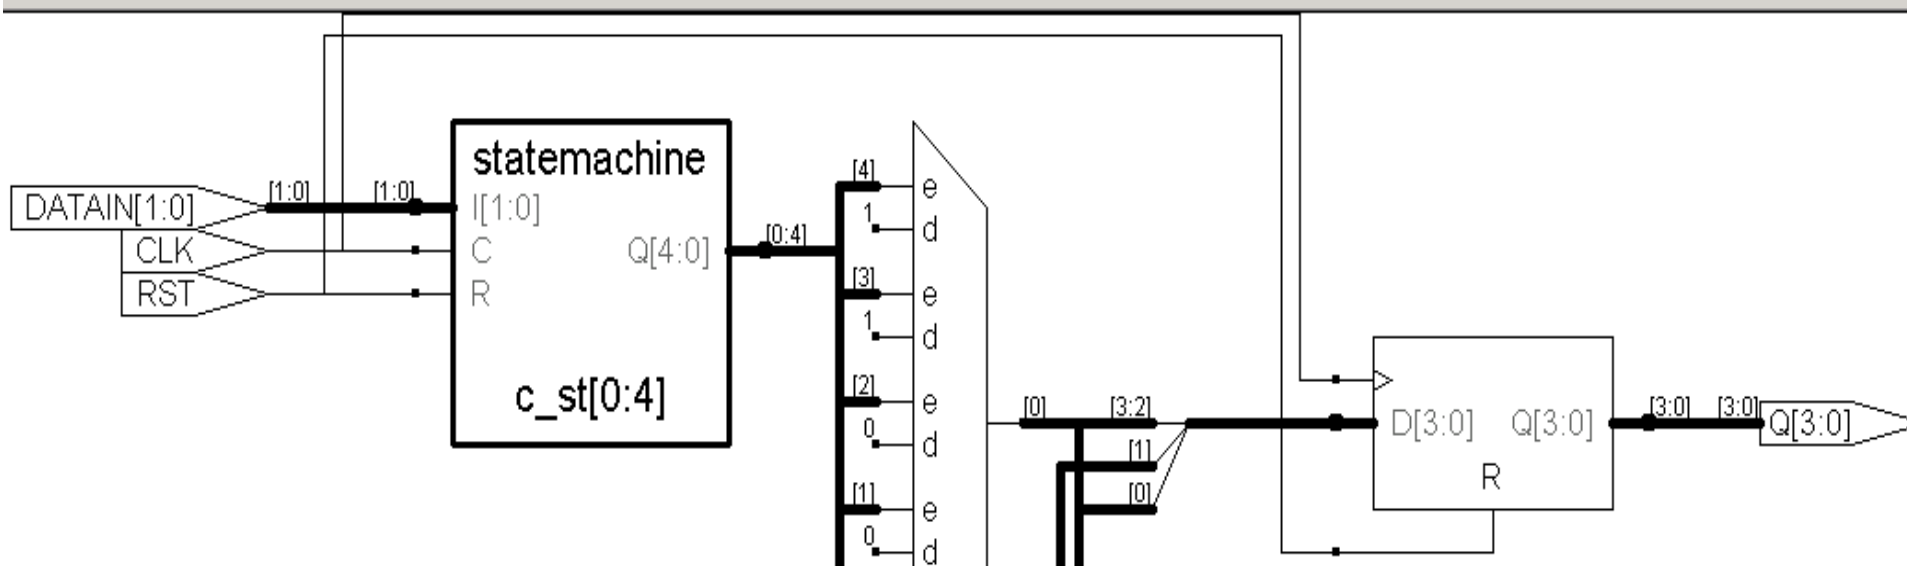 statemachine
[4]
[1:0] [1:0]
e
DATAIN[1:0]
I[1:0]
1
d
[0:4]
CLK
C
Q[4:0]
[3]
RST
R
e
1
d
[2]
c_st[0:4]
e
[0] [3:2]
[3:0] [3:0]
0
d
D[3:0] Q[3:0]
Q[3:0]
[1]
R
[1]
[0]
e
0
d